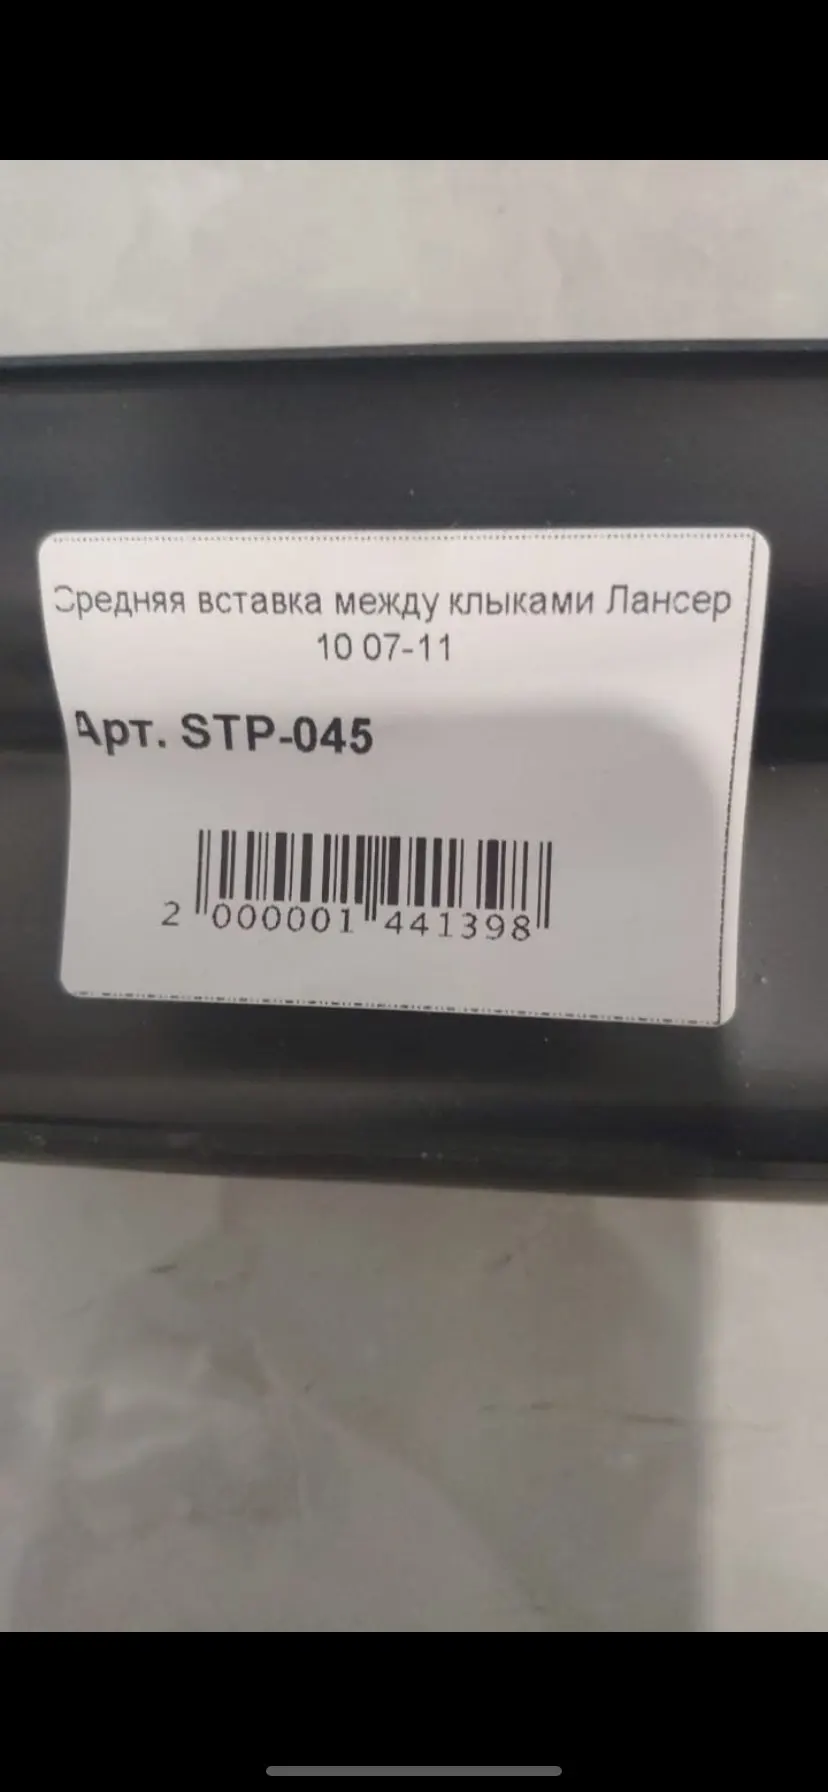 Средняя вставка между клыками Лансер
10 07-11
Арт. STP-045
2 000001 441398